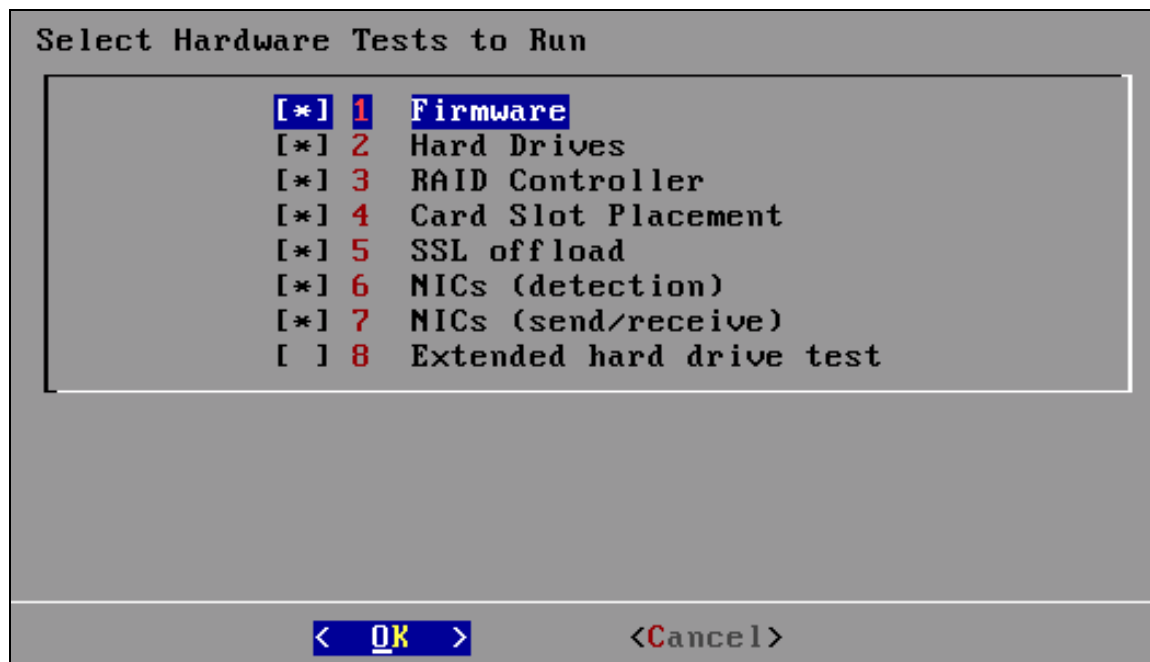 Select Hardware Tests to Run
[*] 1 Firmware
[*] 2 Hard Drives
[*] 3 RAID Controller
[*] 4 Card Slot Placement
[*] 5 SSL offload
[*] 6 NICs (detection)
[*] 7 NICs (send/receive)
[ ] 8 Extended hard drive test
< OK > <Cancel>